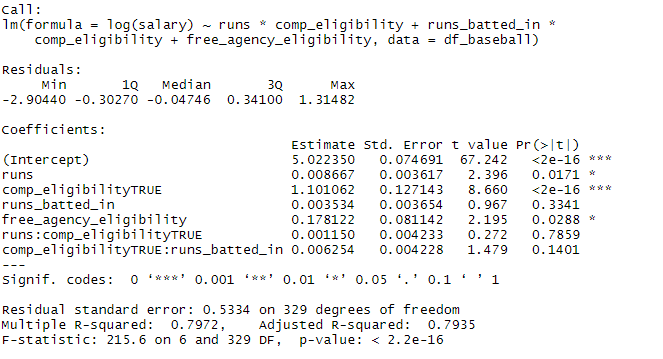 Call:
lm(formula = log(salary) ~ runs * comp_eligibility + runs_batted_in *
    comp_eligibility + free_agency_eligibility, data = df_baseball)
Residuals:
     Min       1Q   Median       3Q      Max
-2.90440 -0.30270 -0.04746  0.34100  1.31482
Coefficients:
                                     Estimate Std. Error t value Pr(>|t|)
(Intercept)                          5.022350   0.074691  67.242   <2e-16 ***
runs                                 0.008667   0.003617   2.396   0.0171 *
comp_eligibilityTRUE                 1.101062   0.127143   8.660   <2e-16 ***
runs_batted_in                       0.003534   0.003654   0.967   0.3341
free_agency_eligibility              0.178122   0.081142   2.195   0.0288 *
runs:comp_eligibilityTRUE            0.001150   0.004233   0.272   0.7859
comp_eligibilityTRUE:runs_batted_in 0.006254   0.004228   1.479   0.1401
---
Signif. codes:  0 ‘***’ 0.001 ‘**’ 0.01 ‘*’ 0.05 ‘.’ 0.1 ‘ ’ 1
Residual standard error: 0.5334 on 329 degrees of freedom
Multiple R-squared:  0.7972,    Adjusted R-squared:  0.7935
F-statistic: 215.6 on 6 and 329 DF,  p-value: < 2.2e-16